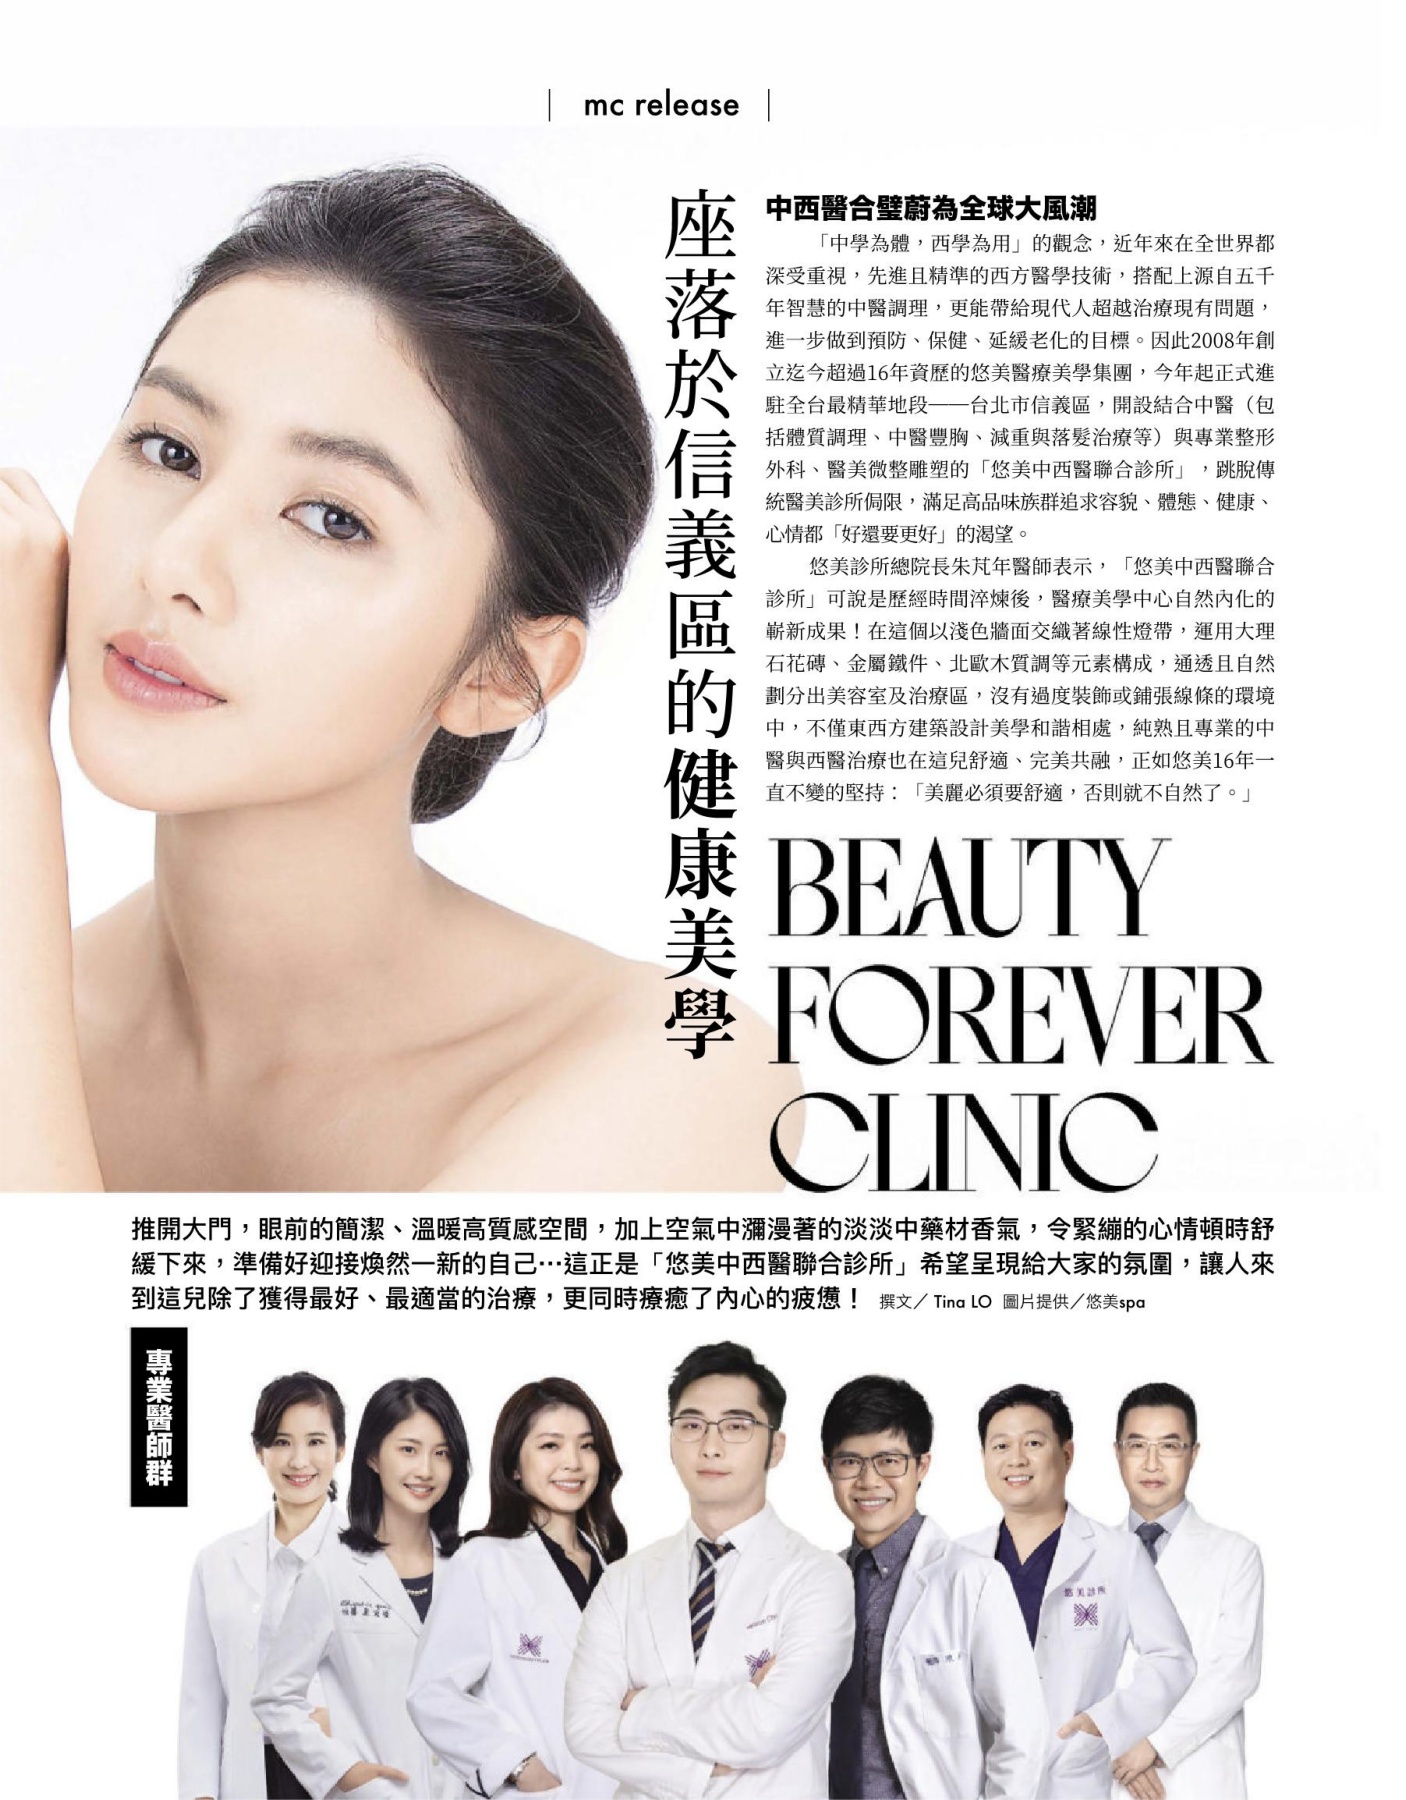 mc release
座落於信義區的健康美學
中西醫合璧蔚為全球大風潮
「中學為體，西學為用」的觀念，近年來在全世界都
深受重視，先進且精準的西方醫學技術，搭配上源自五千
年智慧的中醫調理，更能帶給現代人超越治療現有問題，
進一步做到預防、保健、延緩老化的目標。因此2008年創
立迄今超過16年資歷的悠美醫療美學集團，今年起正式進
駐全台最精華地段——台北市信義區，開設結合中醫（包
括體質調理、中醫豐胸、減重與落髮治療等）與專業整形
外科、醫美微整雕塑的「悠美中西醫聯合診所」，跳脫傳
統醫美診所侷限，滿足高品味族群追求容貌、體態、健康、
心情都「好還要更好」的渴望。
悠美診所總院長朱芃年醫師表示，「悠美中西醫聯合
診所」可說是歷經時間淬煉後，醫療美學中心自然內化的
嶄新成果！在這個以淺色牆面交織著線性燈帶，運用大理
石花磚、金屬鐵件、北歐木質調等元素構成，通透且自然
劃分出美容室及治療區，沒有過度裝飾或鋪張線條的環境
中，不僅東西方建築設計美學和諧相處，純熟且專業的中
醫與西醫治療也在這兒舒適、完美共融，正如悠美16年一
直不變的堅持：「美麗必須要舒適，否則就不自然了。」
BEAUTY
FOREVER
CLINIC
推開大門，眼前的簡潔、溫暖高質感空間，加上空氣中瀰漫著的淡淡中藥材香氣，令緊繃的心情頓時舒
緩下來，準備好迎接煥然一新的自己…這正是「悠美中西醫聯合診所」希望呈現給大家的氛圍，讓人來
到這兒除了獲得最好、最適當的治療，更同時療癒了內心的疲憊！ 撰文／Tina LO 圖片提供／悠美spa
專業醫師群
悠美診所